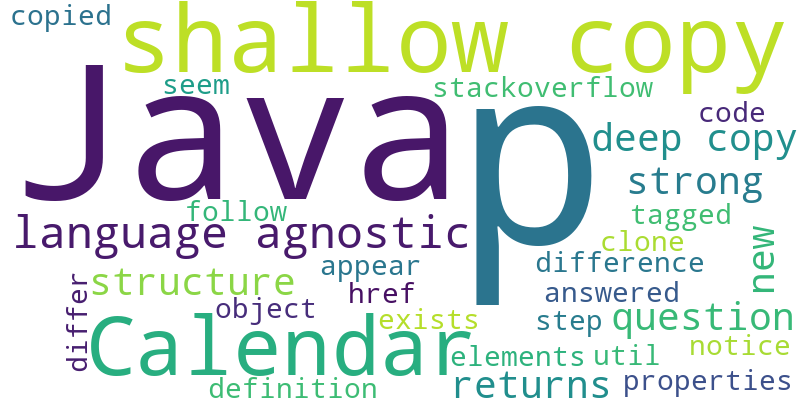 copied
shallow copy
seem
stackoverflow
Java
p
code
deep copy
strong
follow
tagged
language agnostic
clone
new
appear
difference
structure
differ
href
answered
object
exists
step
question
Calendar
notice
elements
util
definition
returns
properties